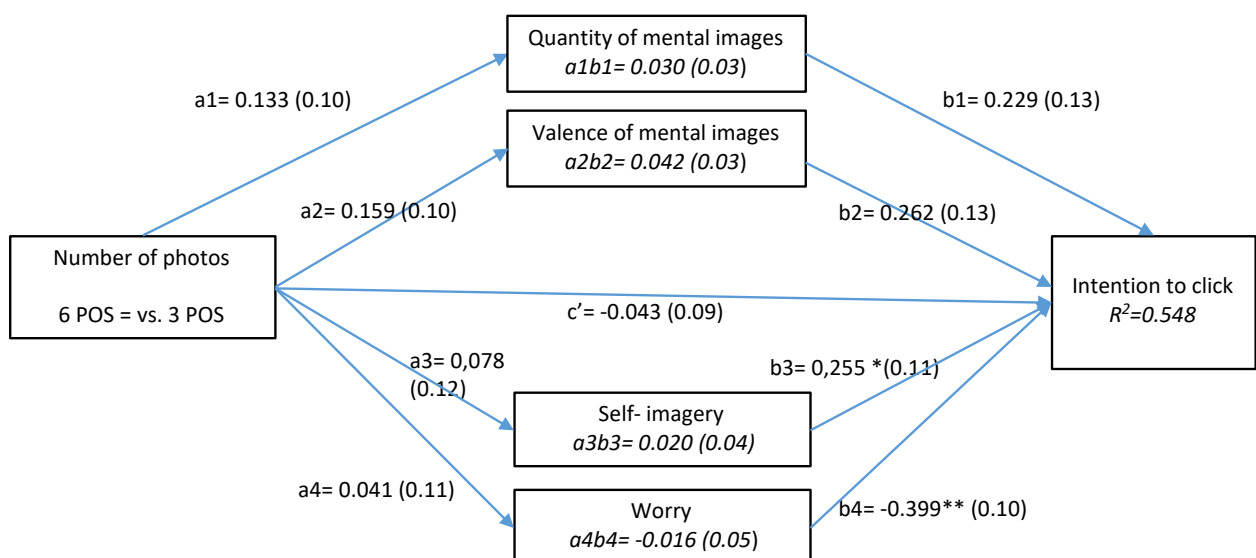 Quantity of mental images
a1b1= 0.030 (0.03)
a1= 0.133 (0.10)
b1= 0.229 (0.13)
Valence of mental images
a2b2= 0.042 (0.03)
a2= 0.159 (0.10)
b2= 0.262 (0.13)
Number of photos
6 POS = vs. 3 POS
Intention to click
R²=0.548
c’= -0.043 (0.09)
a3= 0,078
(0.12)
b3= 0,255 *(0.11)
Self- imagery
a3b3= 0.020 (0.04)
a4= 0.041 (0.11)
b4= -0.399** (0.10)
Worry
a4b4= -0.016 (0.05)